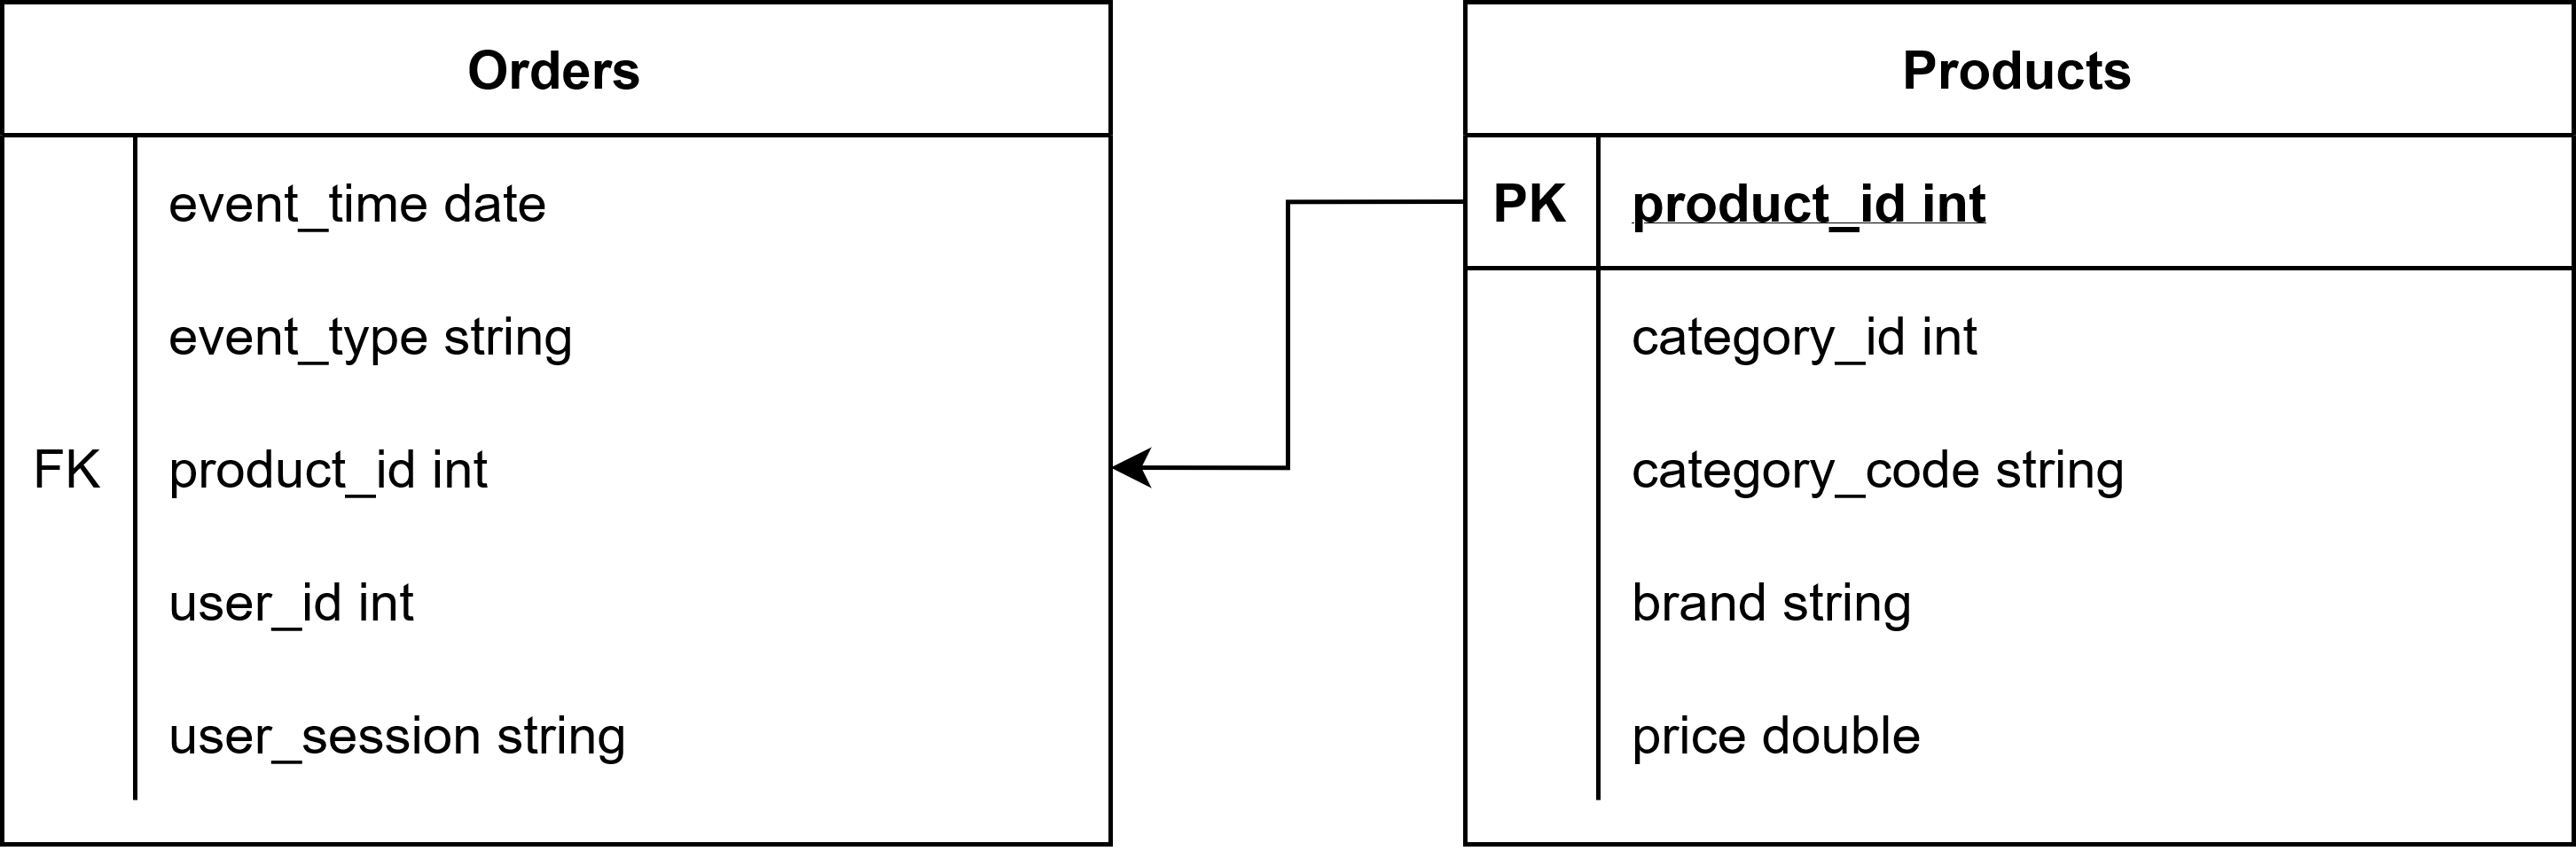 Orders
event_time date
event_type string
FK product_id int
user_id int
user_session string
Products
PK product_id int
category_id int
category_code string
brand string
price double